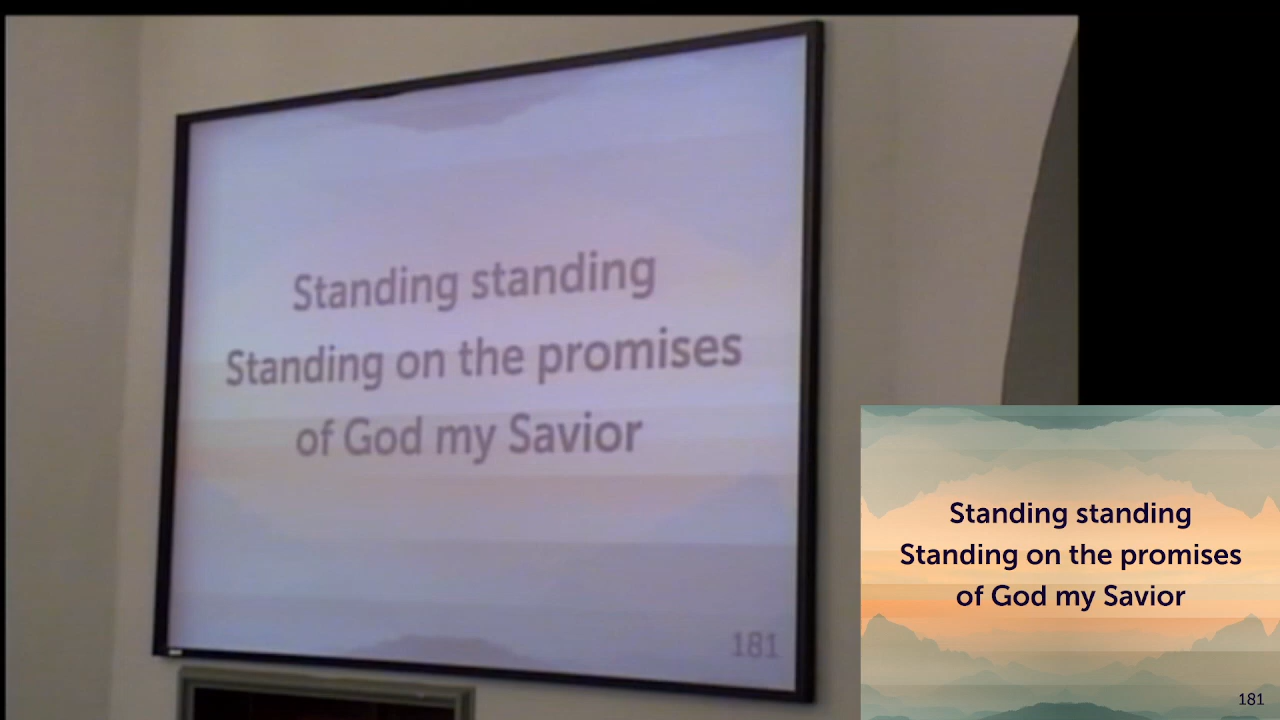 Standing standing
Standing on the promises
of God my Savior
181
Standing standing
Standing on the promises
of God my Savior
181